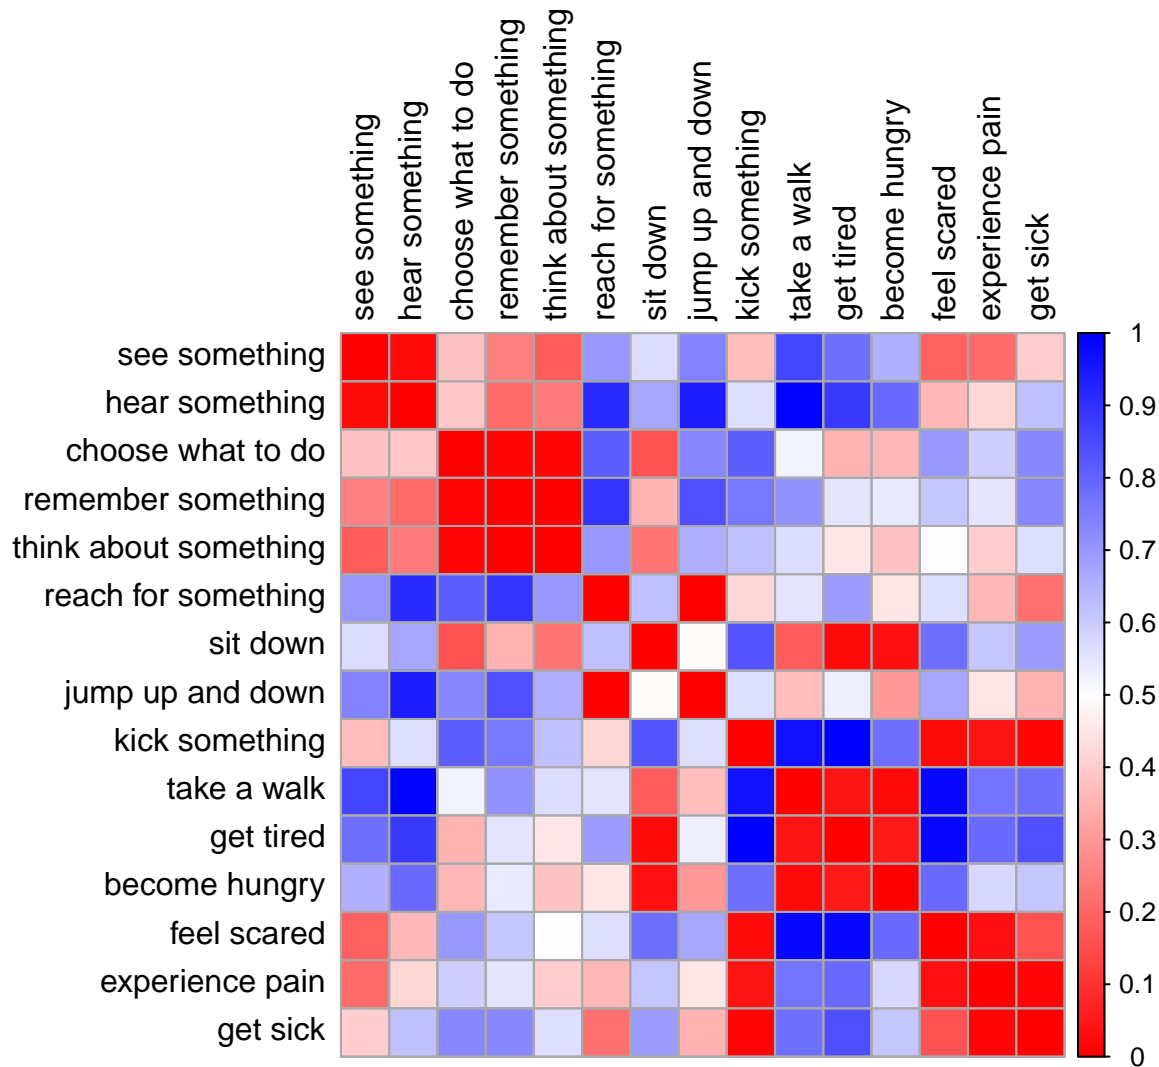 see something
hear something
choose what to do
remember something
think about something
reach for something
sit down
jump up and down
kick something
take a walk
get tired
become hungry
feel scared
experience pain
get sick
see something
hear something
choose what to do
remember something
think about something
reach for something
sit down
jump up and down
kick something
take a walk
get tired
become hungry
feel scared
experience pain
get sick
1
0.9
0.8
0.7
0.6
0.5
0.4
0.3
0.2
0.1
0